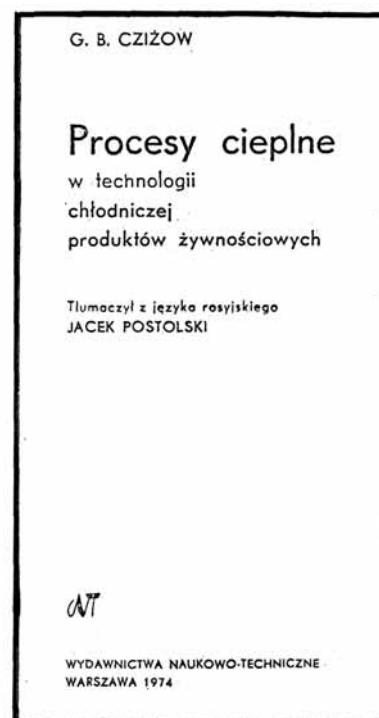 G. B. CZIŻOW
Procesy cieplne
w technologii
chłodniczej
produktów żywnościowych
Tłumaczył z języka rosyjskiego
JACEK POSTOLSKI
WNT
WYDAWNICTWA NAUKOWO-TECHNICZNE
WARSZAWA 1974